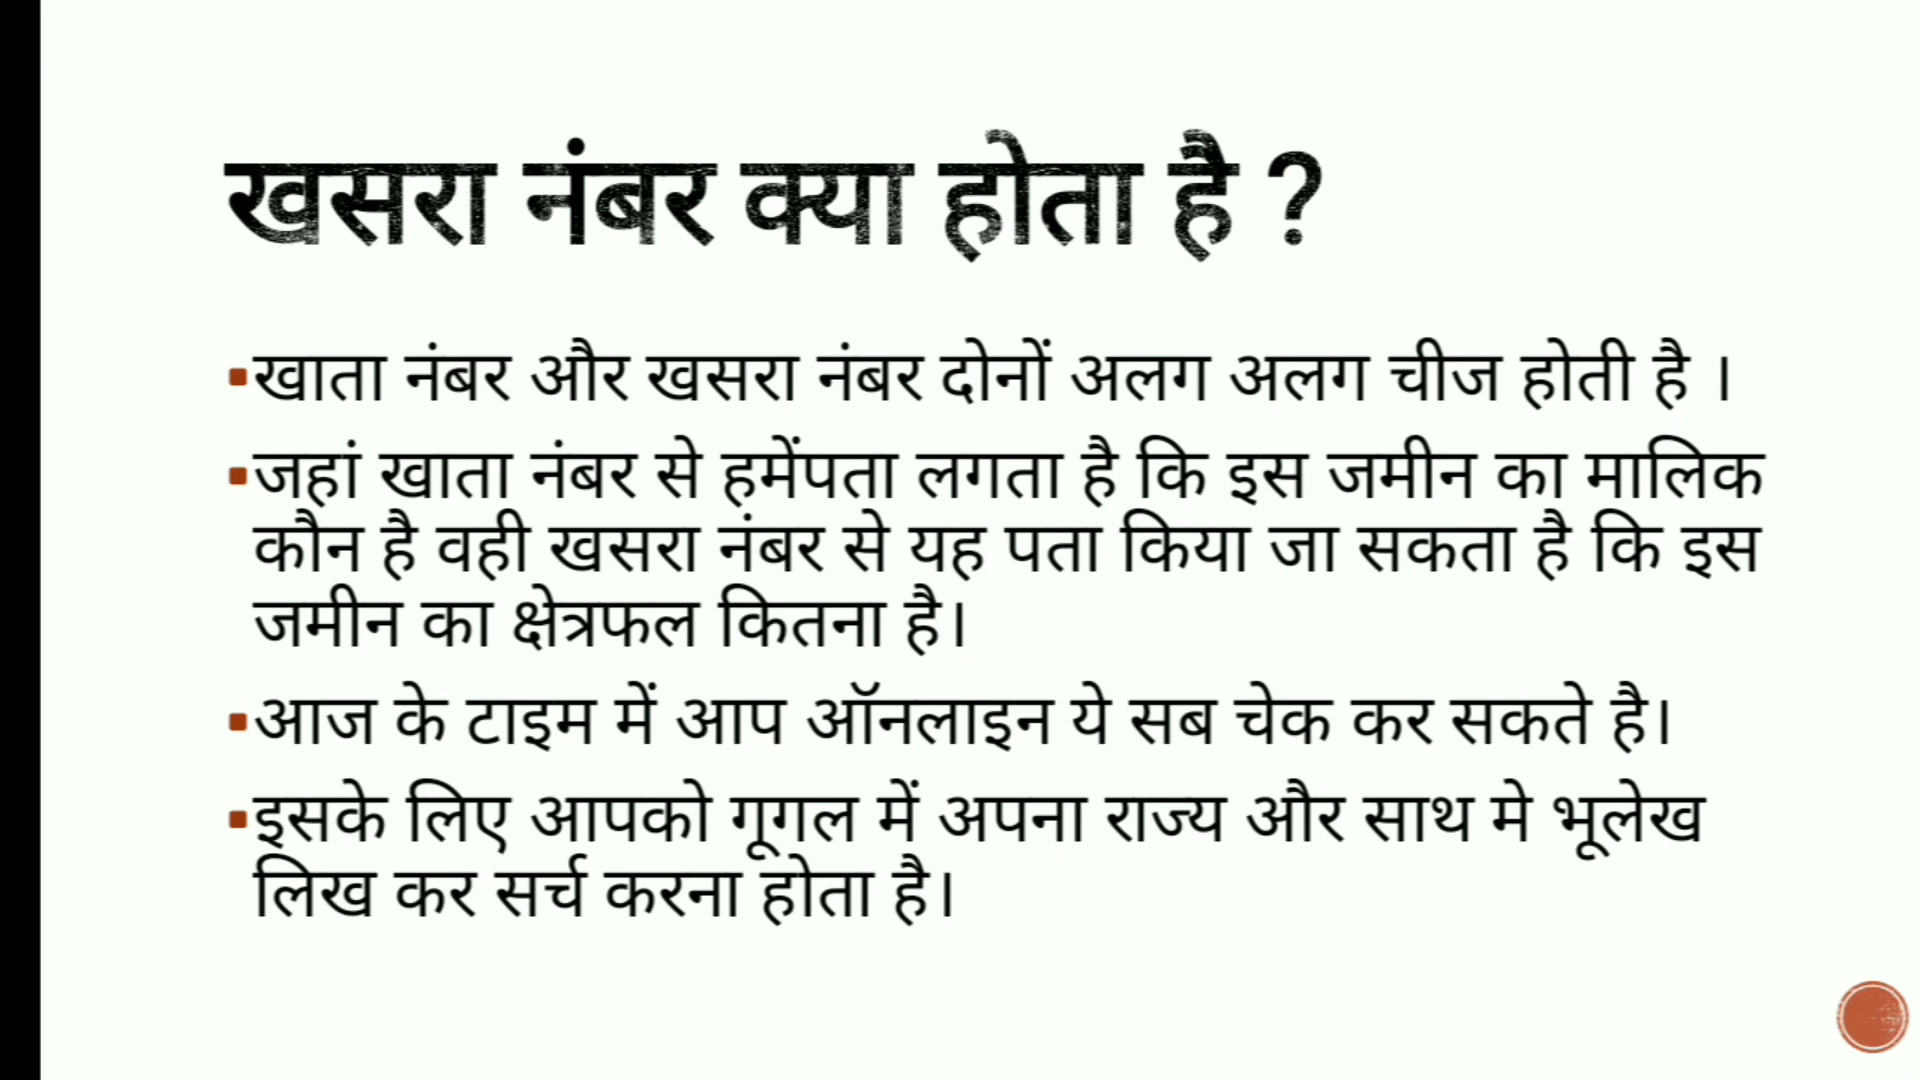 खसरा नंबर क्या होता है ?
▪खाता नंबर और खसरा नंबर दोनों अलग अलग चीज होती है ।
▪जहां खाता नंबर से हमेंपता लगता है कि इस जमीन का मालिक
कौन है वही खसरा नंबर से यह पता किया जा सकता है कि इस
जमीन का क्षेत्रफल कितना है।
▪आज के टाइम में आप ऑनलाइन ये सब चेक कर सकते है।
▪इसके लिए आपको गूगल में अपना राज्य और साथ मे भूलेख
लिख कर सर्च करना होता है।